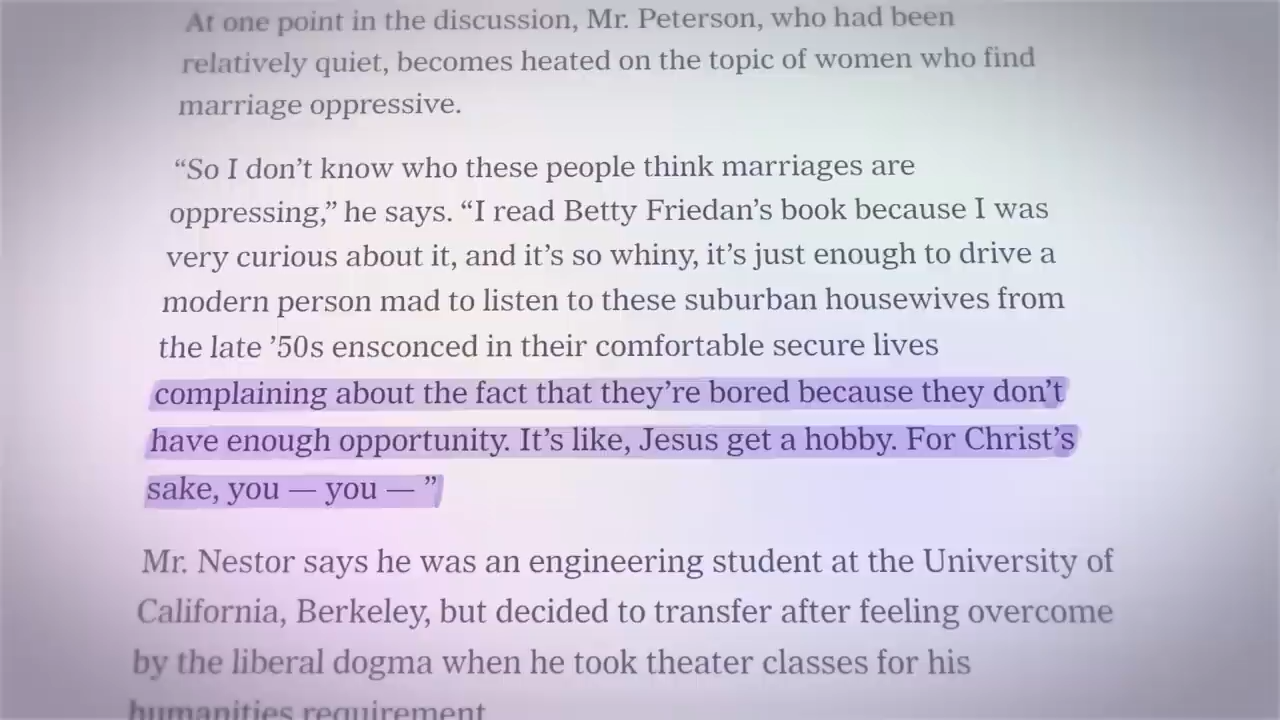 At one point in the discussion, Mr. Peterson, who had been
relatively quiet, becomes heated on the topic of women who find
marriage oppressive.
“So I don’t know who these people think marriages are
oppressing,” he says. “I read Betty Friedan’s book because I was
very curious about it, and it’s so whiny, it’s just enough to drive a
modern person mad to listen to these suburban housewives from
the late ’50s ensconced in their comfortable secure lives
complaining about the fact that they’re bored because they don’t
have enough opportunity. It’s like, Jesus get a hobby. For Christ’s
sake, you — you — ”
Mr. Nestor says he was an engineering student at the University of
California, Berkeley, but decided to transfer after feeling overcome
by the liberal dogma when he took theater classes for his
humanities requirement